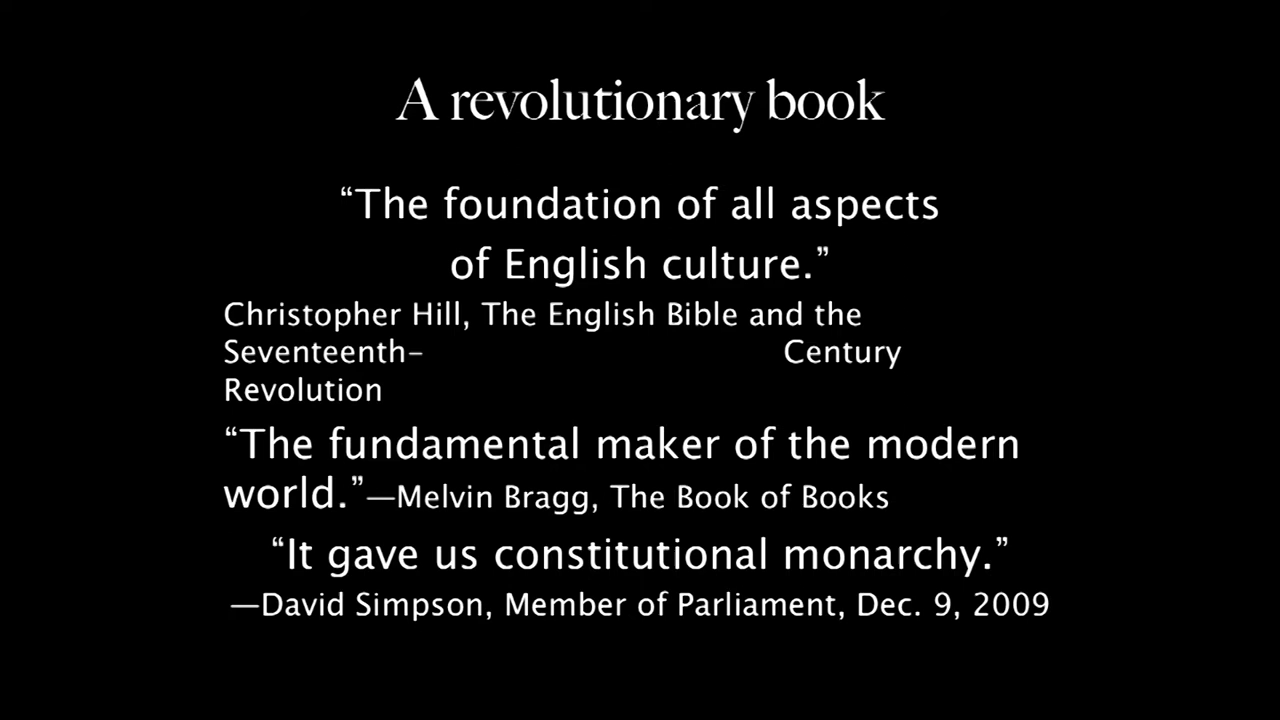 A revolutionary book
“The foundation of all aspects
of English culture.”
Christopher Hill, The English Bible and the
Seventeenth– Century
Revolution
“The fundamental maker of the modern
world.”—Melvin Bragg, The Book of Books
“It gave us constitutional monarchy.”
—David Simpson, Member of Parliament, Dec. 9, 2009